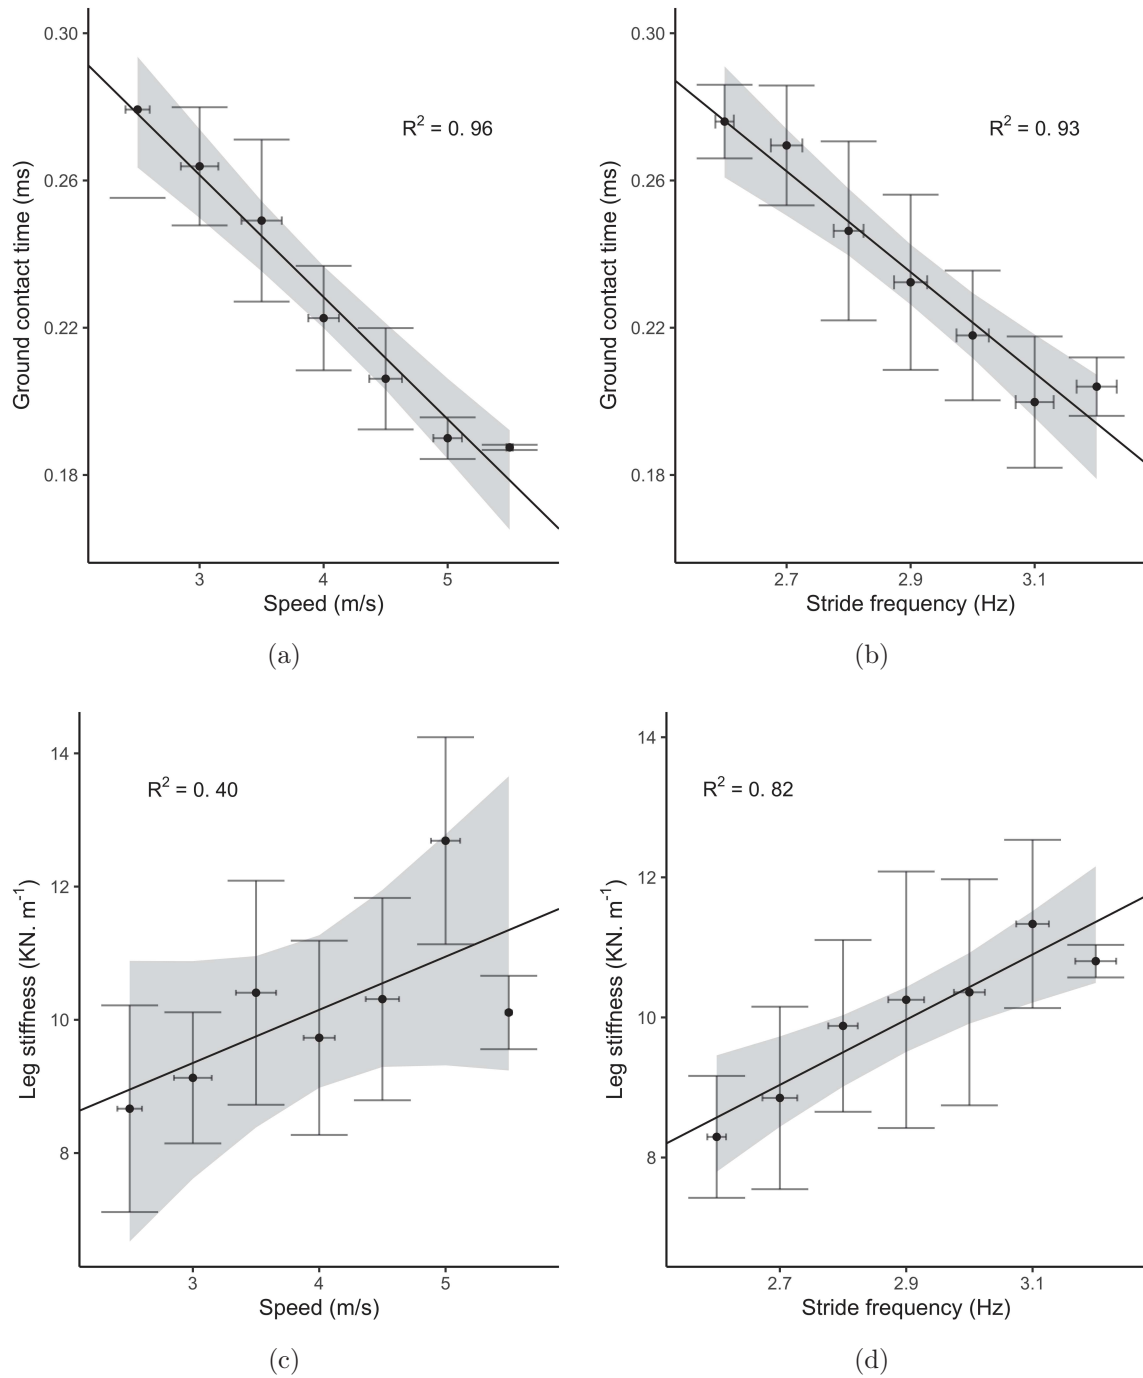 0.30
0.26
0.22
0.18
Ground contact time (ms)
R² = 0. 96
3 4 5
Speed (m/s)
(a)
0.30
0.26
0.22
0.18
Ground contact time (ms)
R² = 0. 93
2.7 2.9 3.1
Stride frequency (Hz)
(b)
14
12
10
8
Leg stiffness (KN. m⁻¹)
R² = 0. 40
3 4 5
Speed (m/s)
(c)
14
12
10
8
Leg stiffness (KN. m⁻¹)
R² = 0. 82
2.7 2.9 3.1
Stride frequency (Hz)
(d)